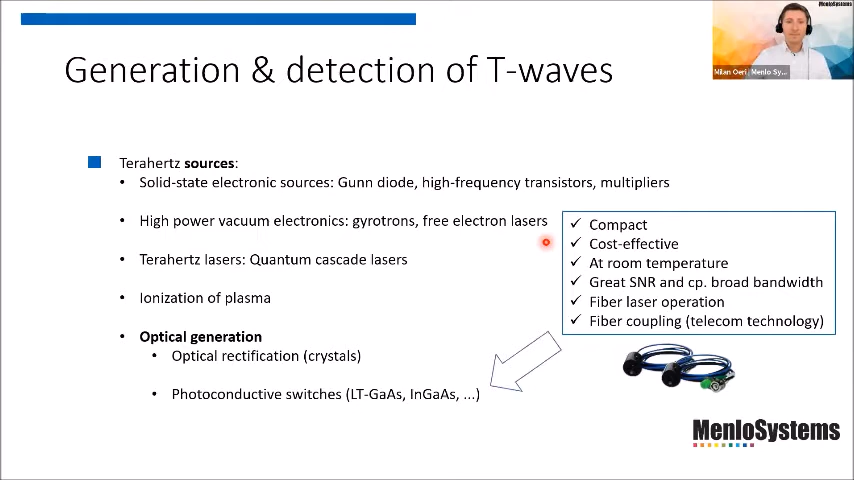 MenloSystems
Milan Oeri | Menlo Sy...
Generation & detection of T-waves
Terahertz sources:
• Solid-state electronic sources: Gunn diode, high-frequency transistors, multipliers
• High power vacuum electronics: gyrotrons, free electron lasers
• Terahertz lasers: Quantum cascade lasers
• Ionization of plasma
• Optical generation
• Optical rectification (crystals)
• Photoconductive switches (LT-GaAs, InGaAs, ...)
✓ Compact
✓ Cost-effective
✓ At room temperature
✓ Great SNR and cp. broad bandwidth
✓ Fiber laser operation
✓ Fiber coupling (telecom technology)
MenloSystems